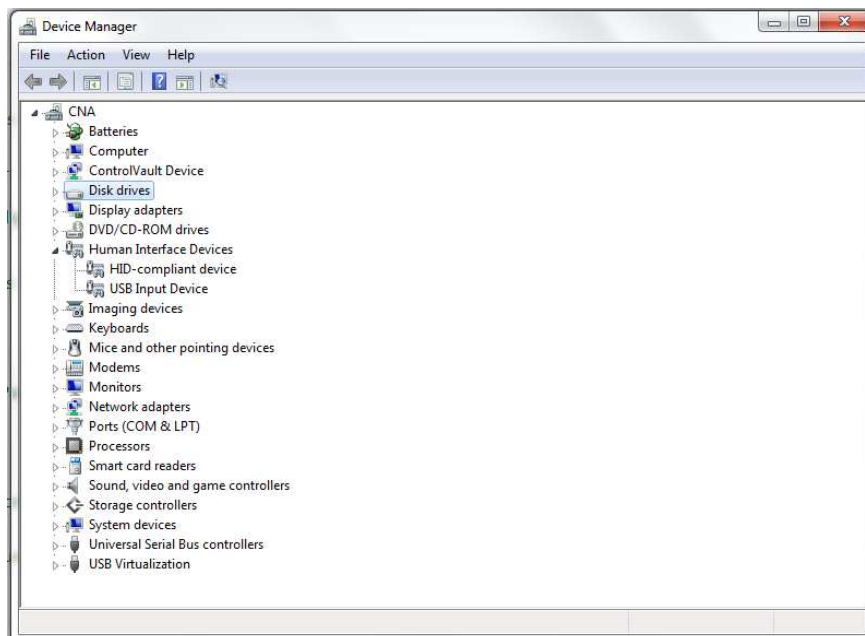 Device Manager
File Action View Help
CNA
Batteries
Computer
ControlVault Device
Disk drives
Display adapters
DVD/CD-ROM drives
Human Interface Devices
HID-compliant device
USB Input Device
Imaging devices
Keyboards
Mice and other pointing devices
Modems
Monitors
Network adapters
Ports (COM & LPT)
Processors
Smart card readers
Sound, video and game controllers
Storage controllers
System devices
Universal Serial Bus controllers
USB Virtualization